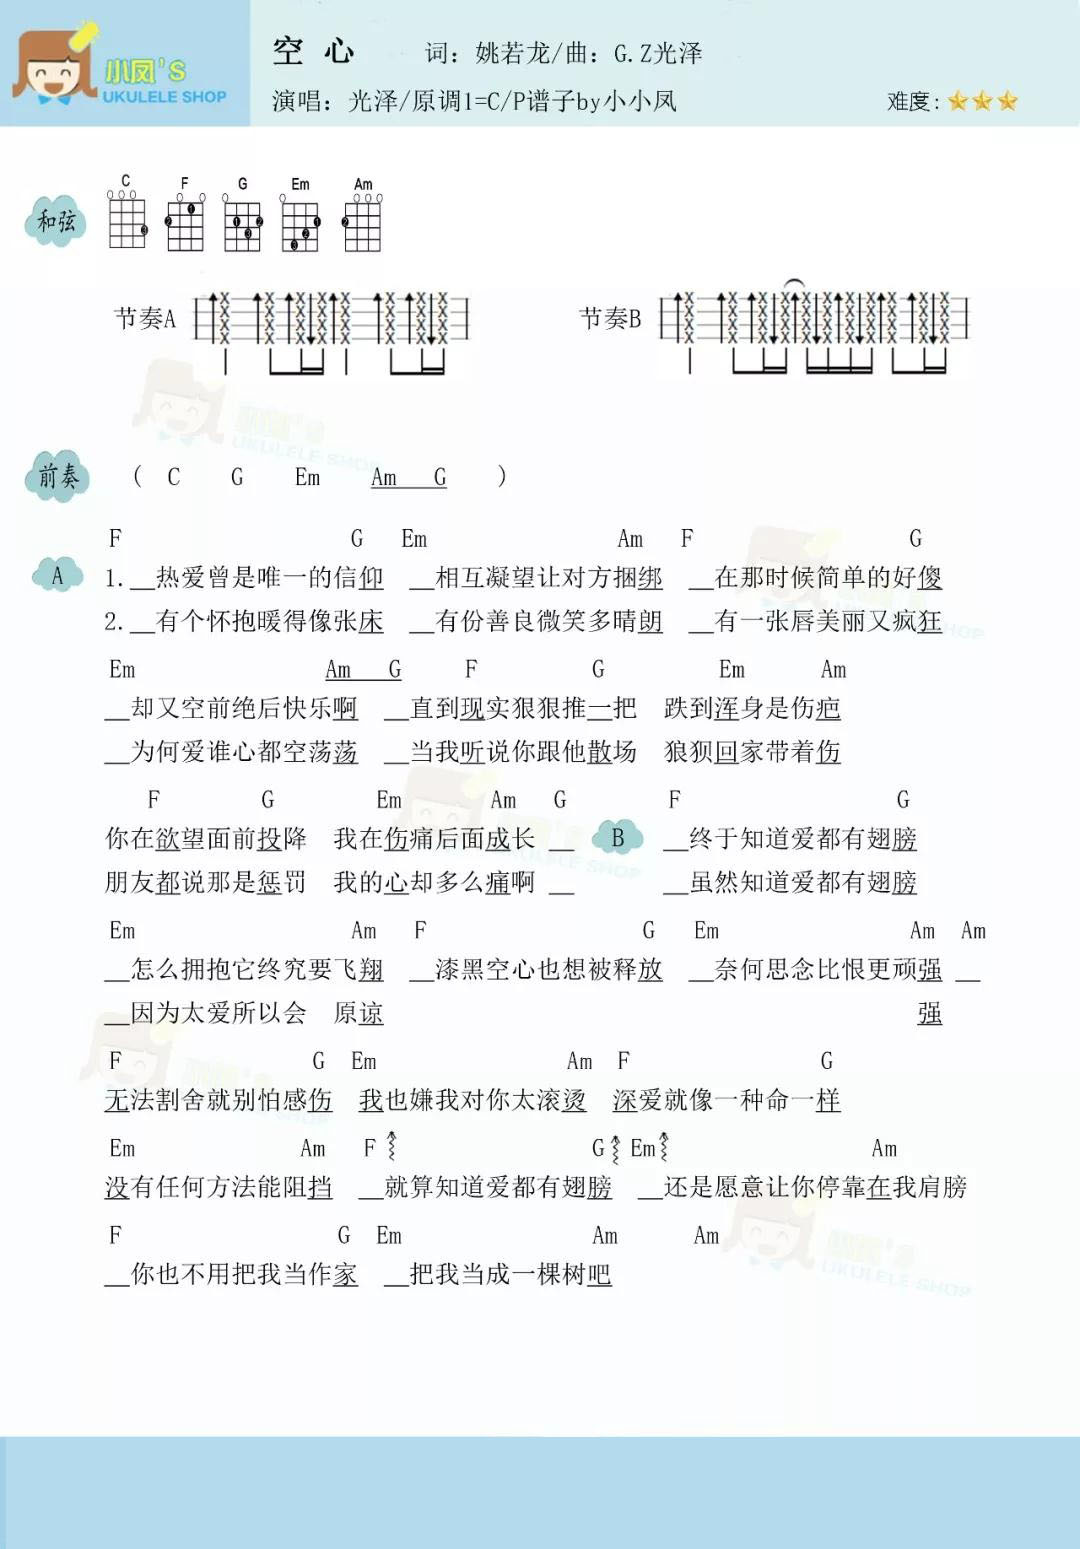 小凤's
UKULELE SHOP
空 心 词：姚若龙/曲：G.Z光泽
演唱：光泽/原调1=C/P谱子by小小凤 难度：
和弦 C F G Em Am
节奏A 节奏B
前奏 ( C G Em Am G )
F G Em Am F G
A 1.__热爱曾是唯一的信仰 __相互凝望让对方捆绑 __在那时候简单的好傻
2.__有个怀抱暖得像张床 __有份善良微笑多晴朗 __有一张唇美丽又疯狂
Em Am G F G Em Am
__却又空前绝后快乐啊 __直到现实狠狠推一把 跌到浑身是伤疤
__为何爱谁心都空荡荡 __当我听说你跟他散场 狼狈回家带着伤
F G Em Am G F G
你在欲望面前投降 我在伤痛后面成长 __ B __终于知道爱都有翅膀
朋友都说那是惩罚 我的心却多么痛啊 __ __虽然知道爱都有翅膀
Em Am F G Em Am Am
__怎么拥抱它终究要飞翔 __漆黑空心也想被释放 __奈何思念比恨更顽强 __
__因为太爱所以会 原谅 强
F G Em Am F G
无法割舍就别怕感伤 我也嫌我对你太滚烫 深爱就像一种命一样
Em Am F G Em Am
没有任何方法能阻挡 __就算知道爱都有翅膀 __还是愿意让你停靠在我肩膀
F G Em Am Am
__你也不用把我当作家 __把我当成一棵树吧